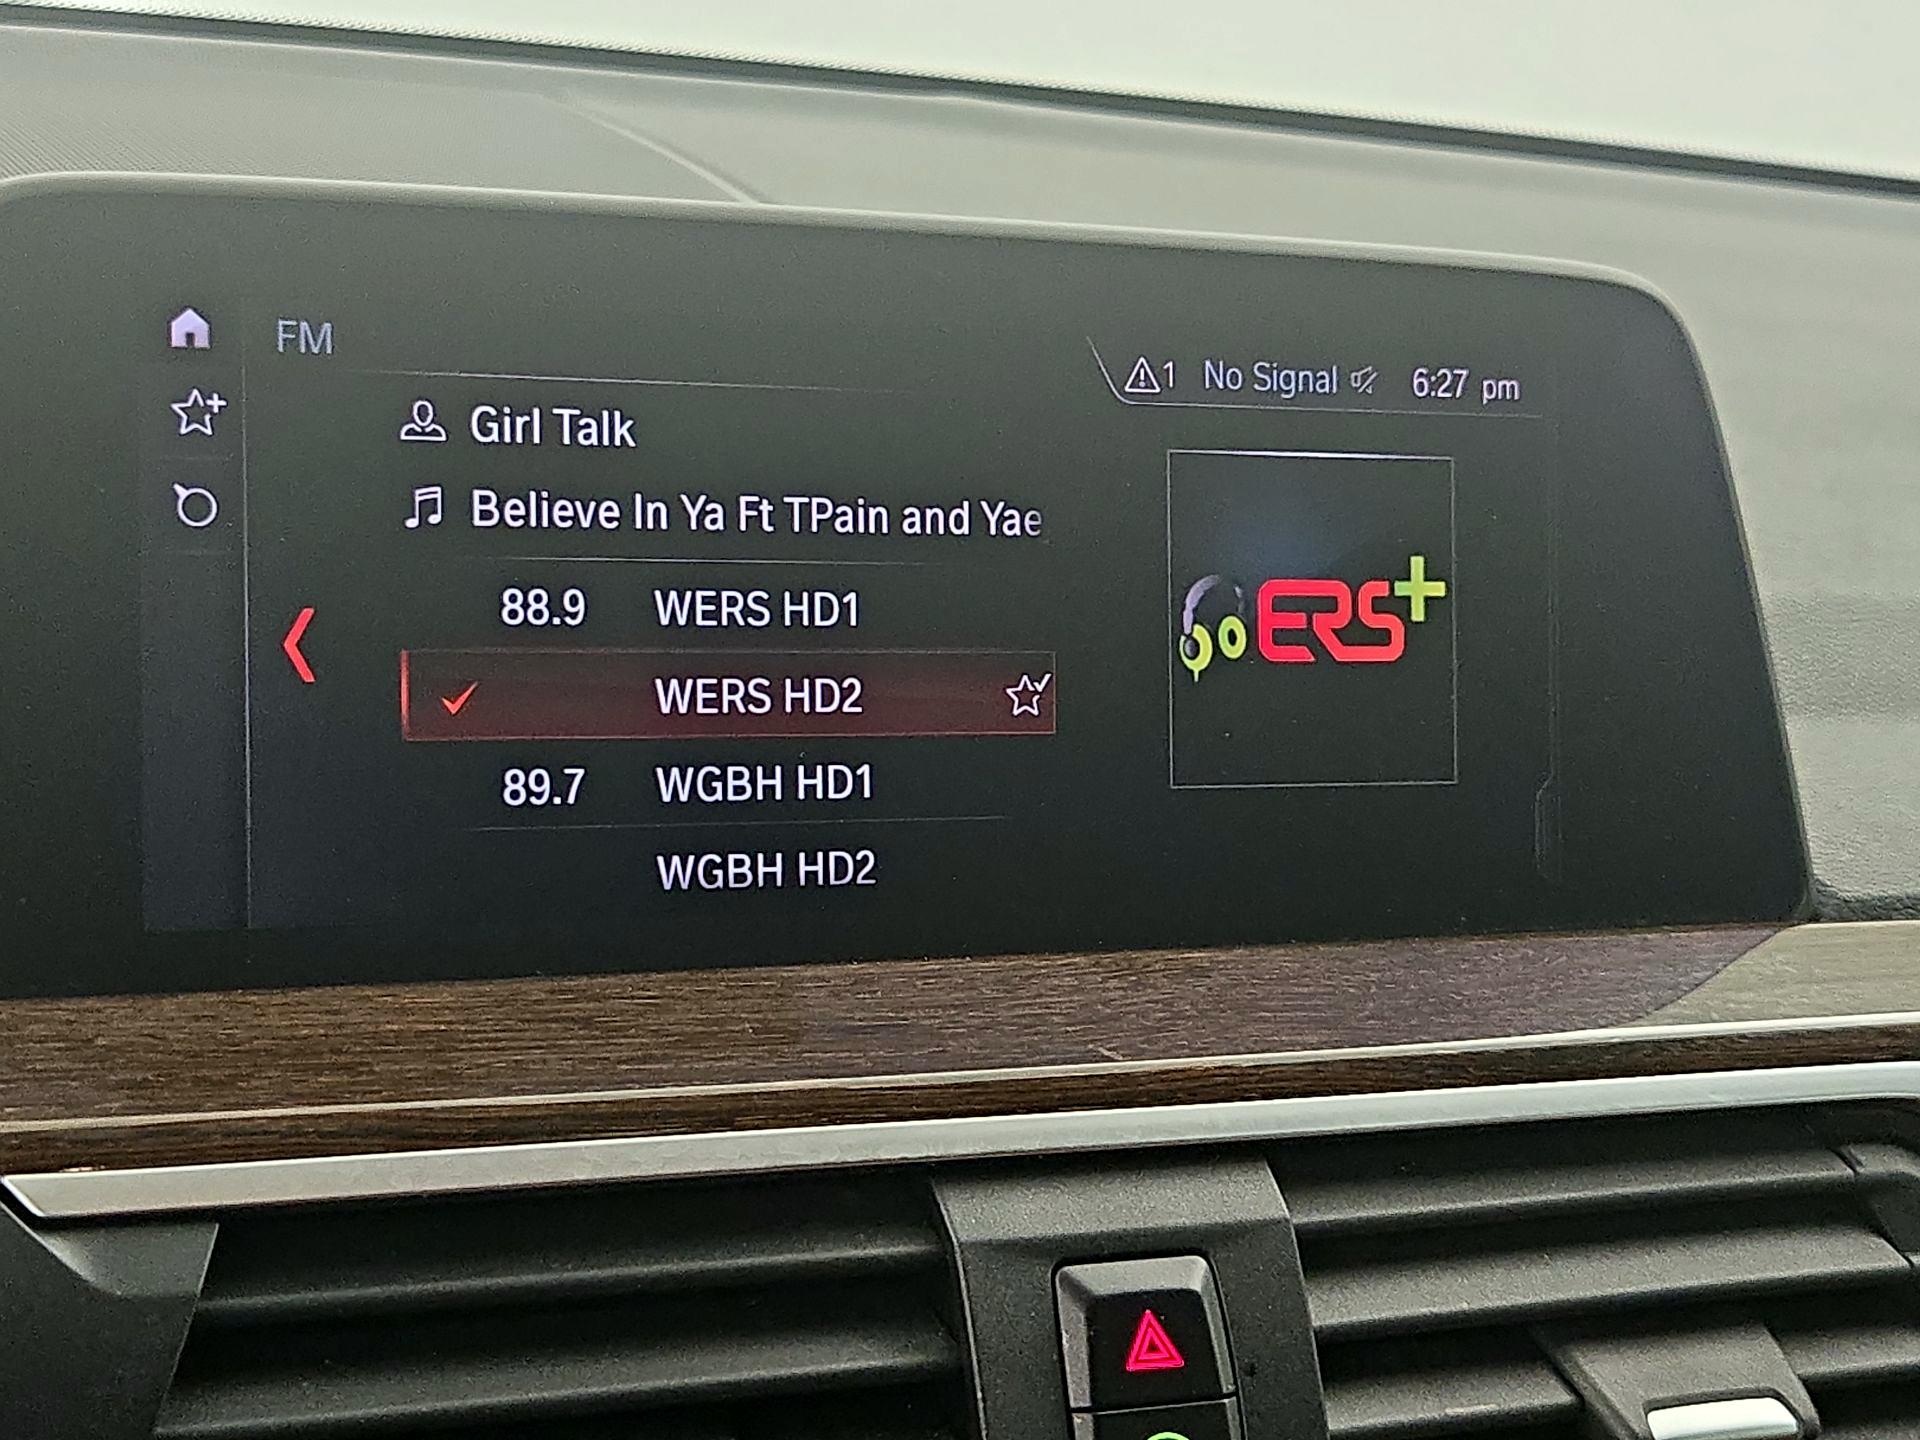 FM
1 No Signal 6:27 pm
Girl Talk
Believe In Ya Ft TPain and Yae
88.9 WERS HD1
WERS HD2
89.7 WGBH HD1
WGBH HD2
ERS+